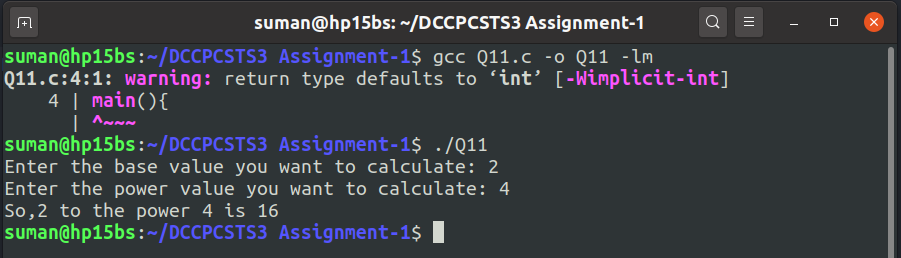 suman@hp15bs: ~/DCCPCSTS3 Assignment-1
suman@hp15bs:~/DCCPCSTS3 Assignment-1$ gcc Q11.c -o Q11 -lm
Q11.c:4:1: warning: return type defaults to ‘int’ [-Wimplicit-int]
    4 | main(){
      | ^~~~
suman@hp15bs:~/DCCPCSTS3 Assignment-1$ ./Q11
Enter the base value you want to calculate: 2
Enter the power value you want to calculate: 4
So,2 to the power 4 is 16
suman@hp15bs:~/DCCPCSTS3 Assignment-1$